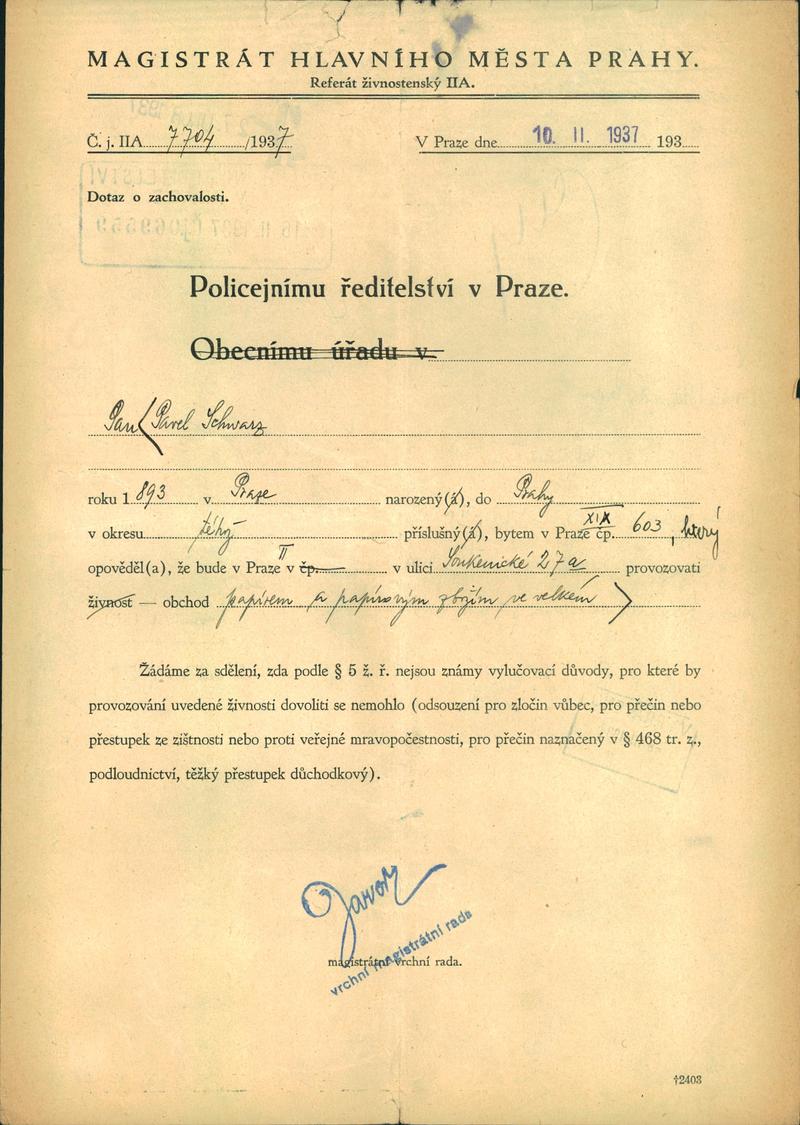 MAGISTRÁT HLAVNÍHO MĚSTA PRAHY.
Referát živnostenský IIA.
Č. j. IIA 7704 /1937
V Praze dne 10. II. 1937 193
Dotaz o zachovalosti.
Policejnímu ředitelství v Praze.
Obecnímu úřadu v
Pan Pavel Schwarz
roku 1 893 v Praze narozený(á), do Prahy
v okresu téhž příslušný(á), bytem v Praze XIX čp. 603, který
opověděl(a), že bude v Praze II v čp. v ulici Soukenické 27a provozovati
živnost — obchod papírem a papírovým zbožím ve velkém
Žádáme za sdělení, zda podle § 5 ž. ř. nejsou známy vylučovací důvody, pro které by
provozování uvedené živnosti dovoliti se nemohlo (odsouzení pro zločin vůbec, pro přečin nebo
přestupek ze zištnosti nebo proti veřejné mravopočestnosti, pro přečin naznačený v § 468 tr. z.,
podloudnictví, těžký přestupek důchodkový).
magistrátní vrchní rada.
vrchní magistrátní rada
†2403